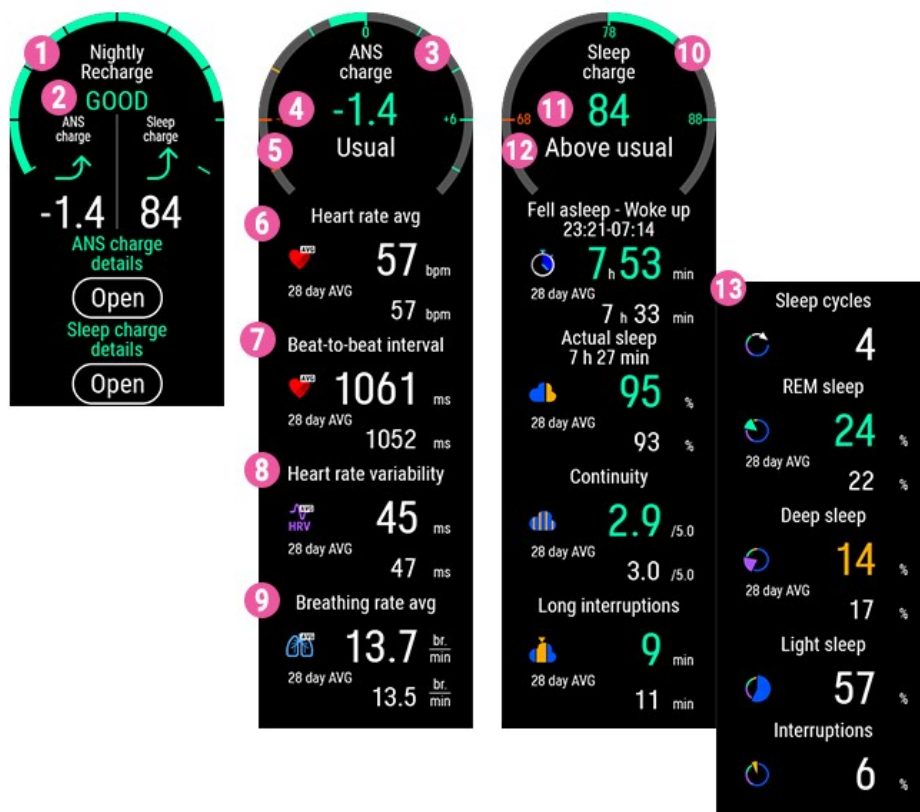 1
Nightly
Recharge
2
GOOD
ANS
charge
Sleep
charge
-1.4
84
ANS charge
details
Open
Sleep charge
details
Open
0
ANS
charge
3
4
-1.4
+6
5
Usual
6
Heart rate avg
AVG
57 bpm
28 day AVG
57 bpm
7
Beat-to-beat interval
AVG
1061 ms
28 day AVG
1052 ms
8
Heart rate variability
AVG
HRV
45 ms
28 day AVG
47 ms
9
Breathing rate avg
AVG
13.7 br./min
28 day AVG
13.5 br./min
78
Sleep
charge
10
68
11
84
88
12
Above usual
Fell asleep - Woke up
23:21-07:14
7 h 53 min
28 day AVG
7 h 33 min
Actual sleep
7 h 27 min
95 %
28 day AVG
93 %
Continuity
2.9 /5.0
28 day AVG
3.0 /5.0
Long interruptions
9 min
28 day AVG
11 min
13
Sleep cycles
4
REM sleep
24 %
28 day AVG
22 %
Deep sleep
14 %
28 day AVG
17 %
Light sleep
57 %
Interruptions
6 %